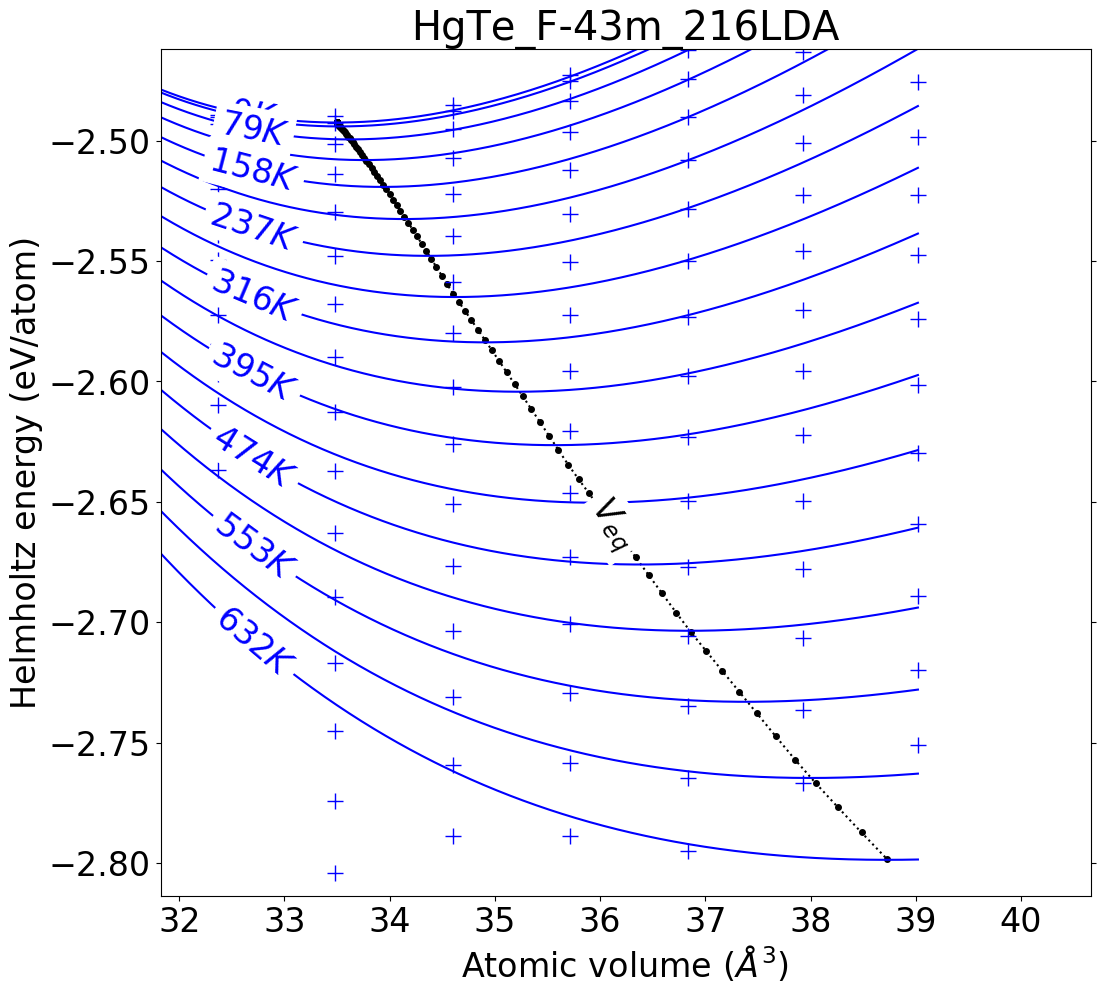 HgTe_F-43m_216LDA
Helmholtz energy (eV/atom)
−2.50
−2.55
−2.60
−2.65
−2.70
−2.75
−2.80
79K
158K
237K
316K
395K
474K
553K
632K
V_eq
32 33 34 35 36 37 38 39 40
Atomic volume (Å³)